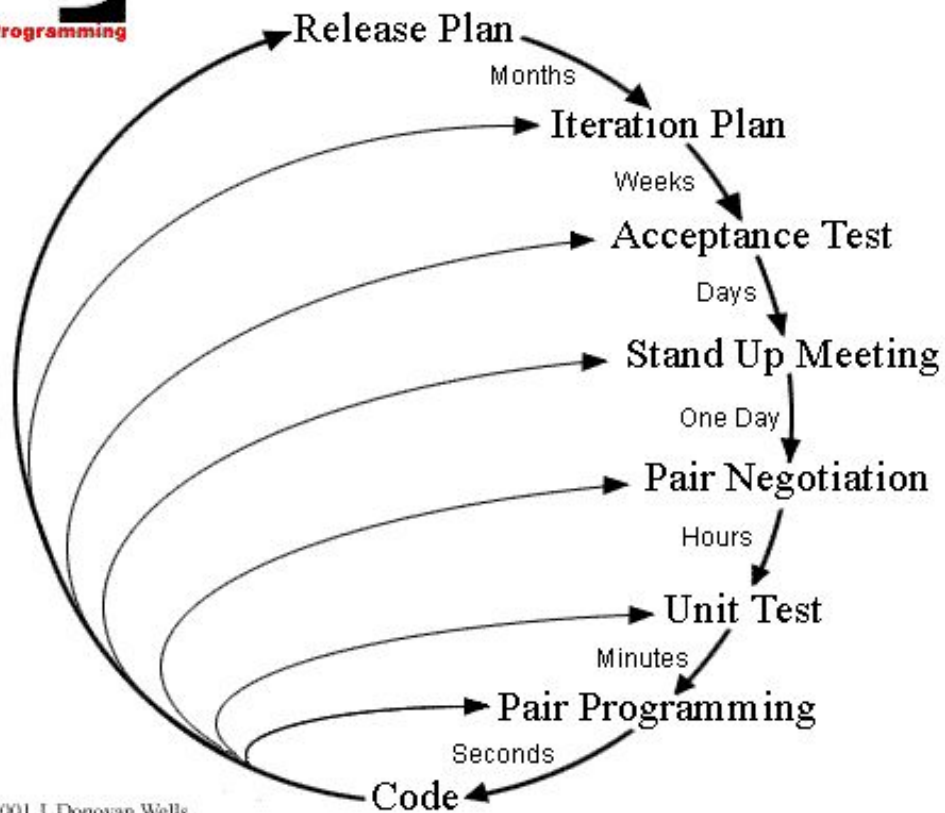 Programming
Release Plan
Months
Iteration Plan
Weeks
Acceptance Test
Days
Stand Up Meeting
One Day
Pair Negotiation
Hours
Unit Test
Minutes
Pair Programming
Seconds
Code
001 J. Donovan Wells